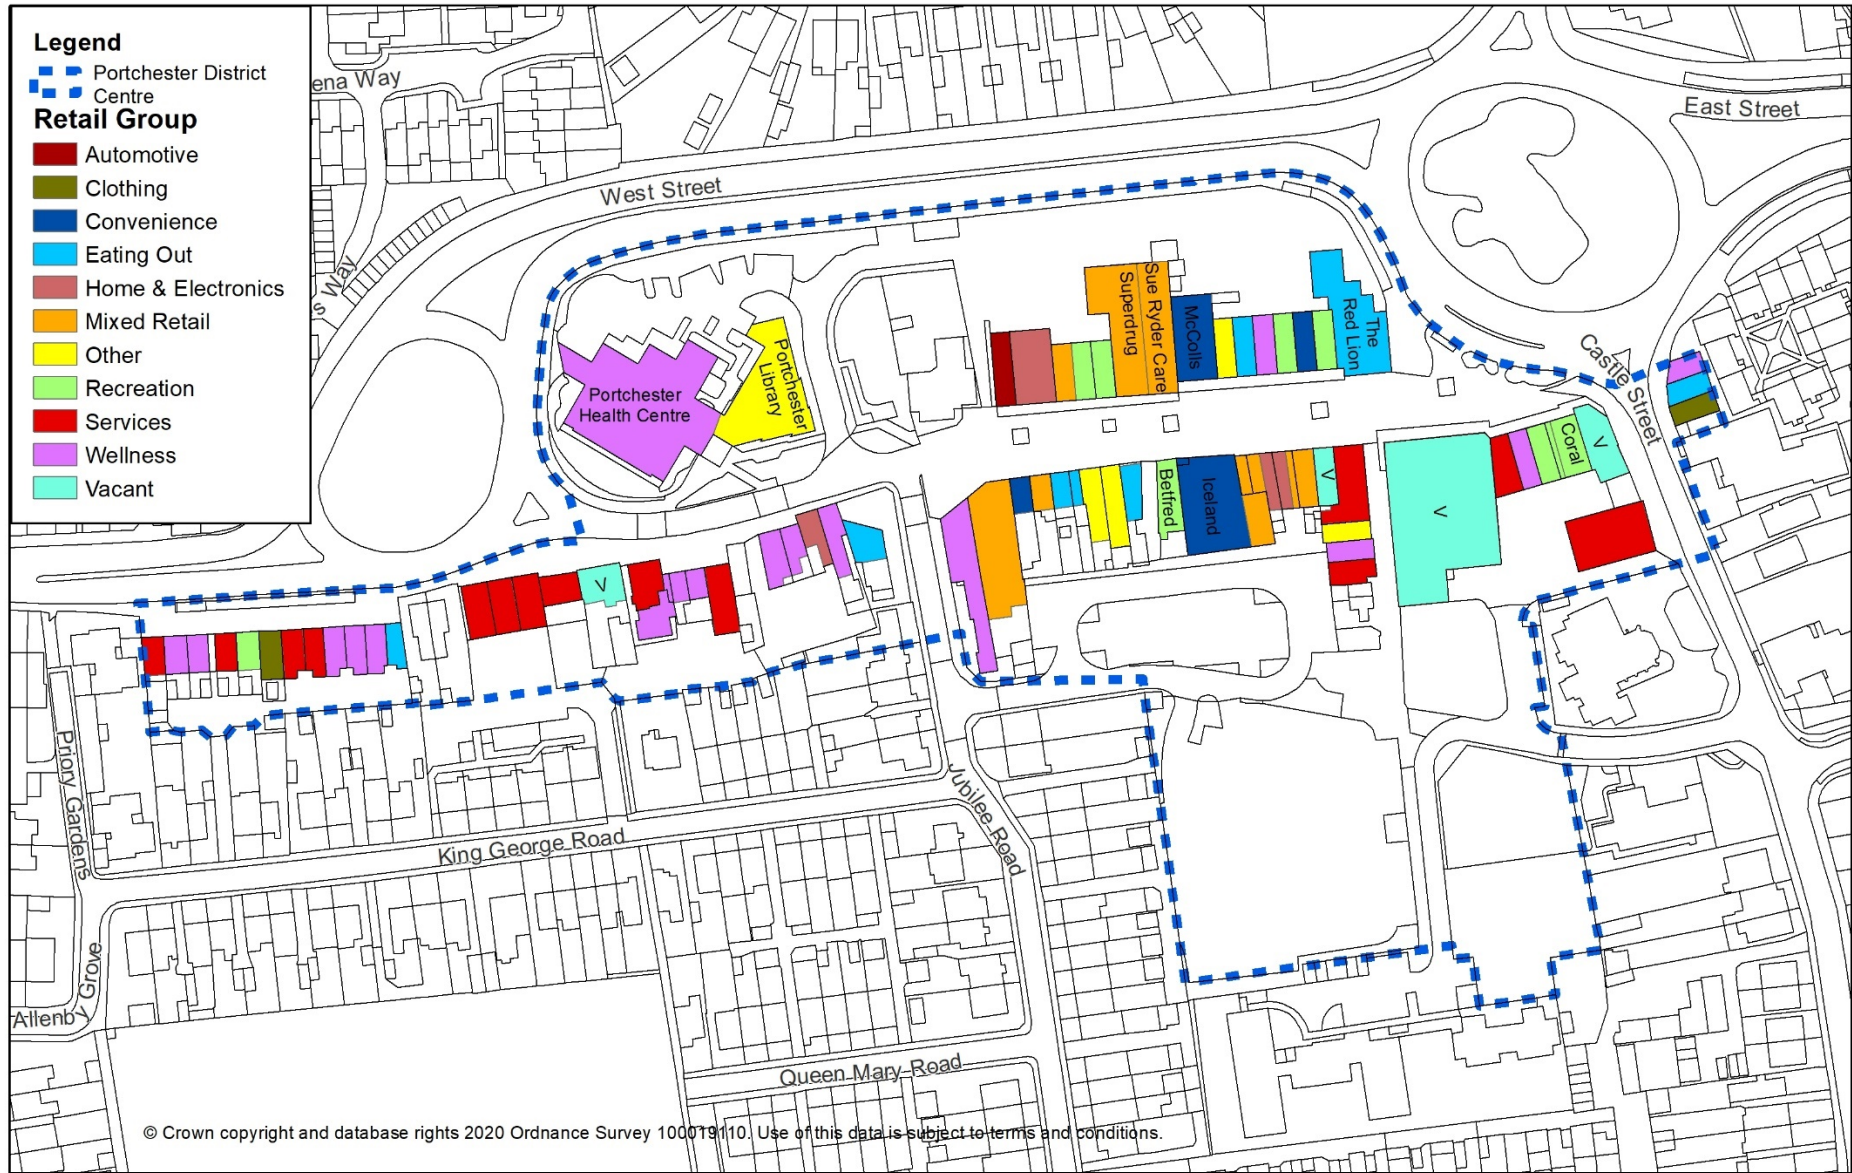 Legend
Portchester District
Centre
Retail Group
Automotive
Clothing
Convenience
Eating Out
Home & Electronics
Mixed Retail
Other
Recreation
Services
Wellness
Vacant
ena Way
s Way
West Street
East Street
Castle Street
Portchester
Health Centre
Portchester
Library
Superdrug
Sue Ryder Care
McColls
The
Red Lion
Betfred
Iceland
V
V
Coral
V
V
Priory Gardens
King George Road
Jubilee Road
Allenby Grove
Queen Mary Road
© Crown copyright and database rights 2020 Ordnance Survey 100019110. Use of this data is subject to terms and conditions.